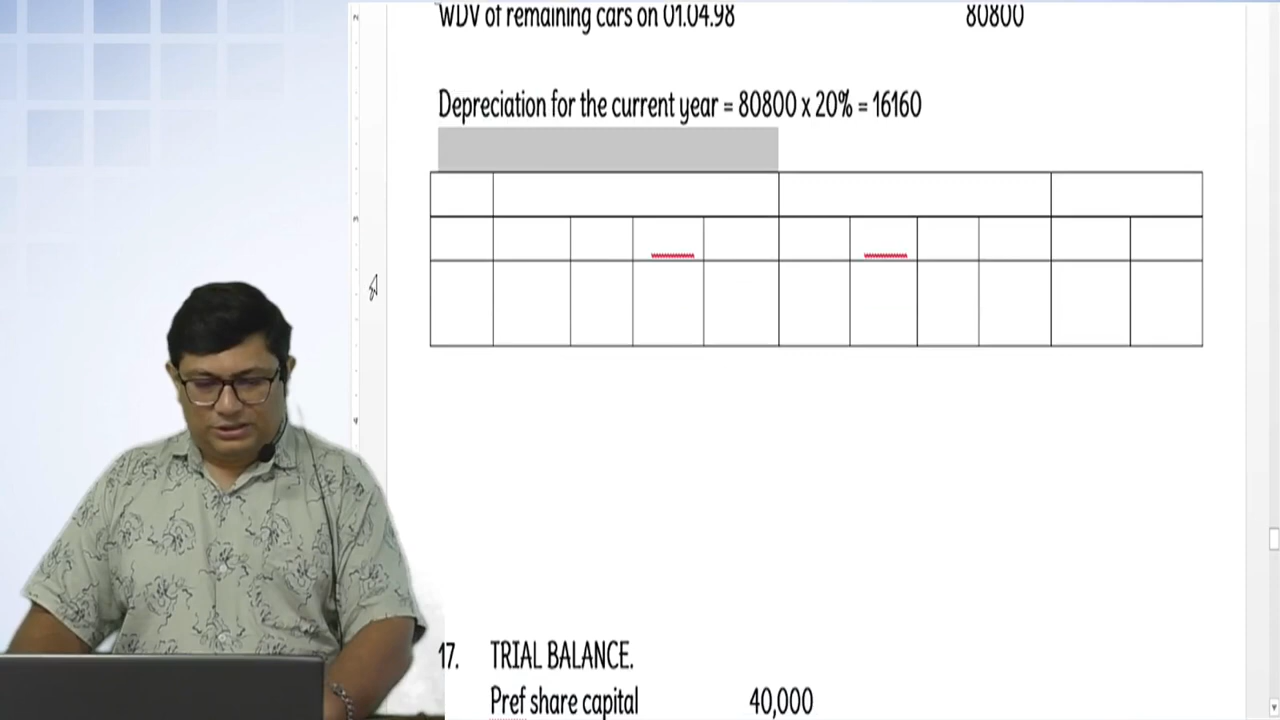 WDV of remaining cars on 01.04.98 80800
Depreciation for the current year = 80800 x 20% = 16160
17. TRIAL BALANCE.
Pref share capital 40,000